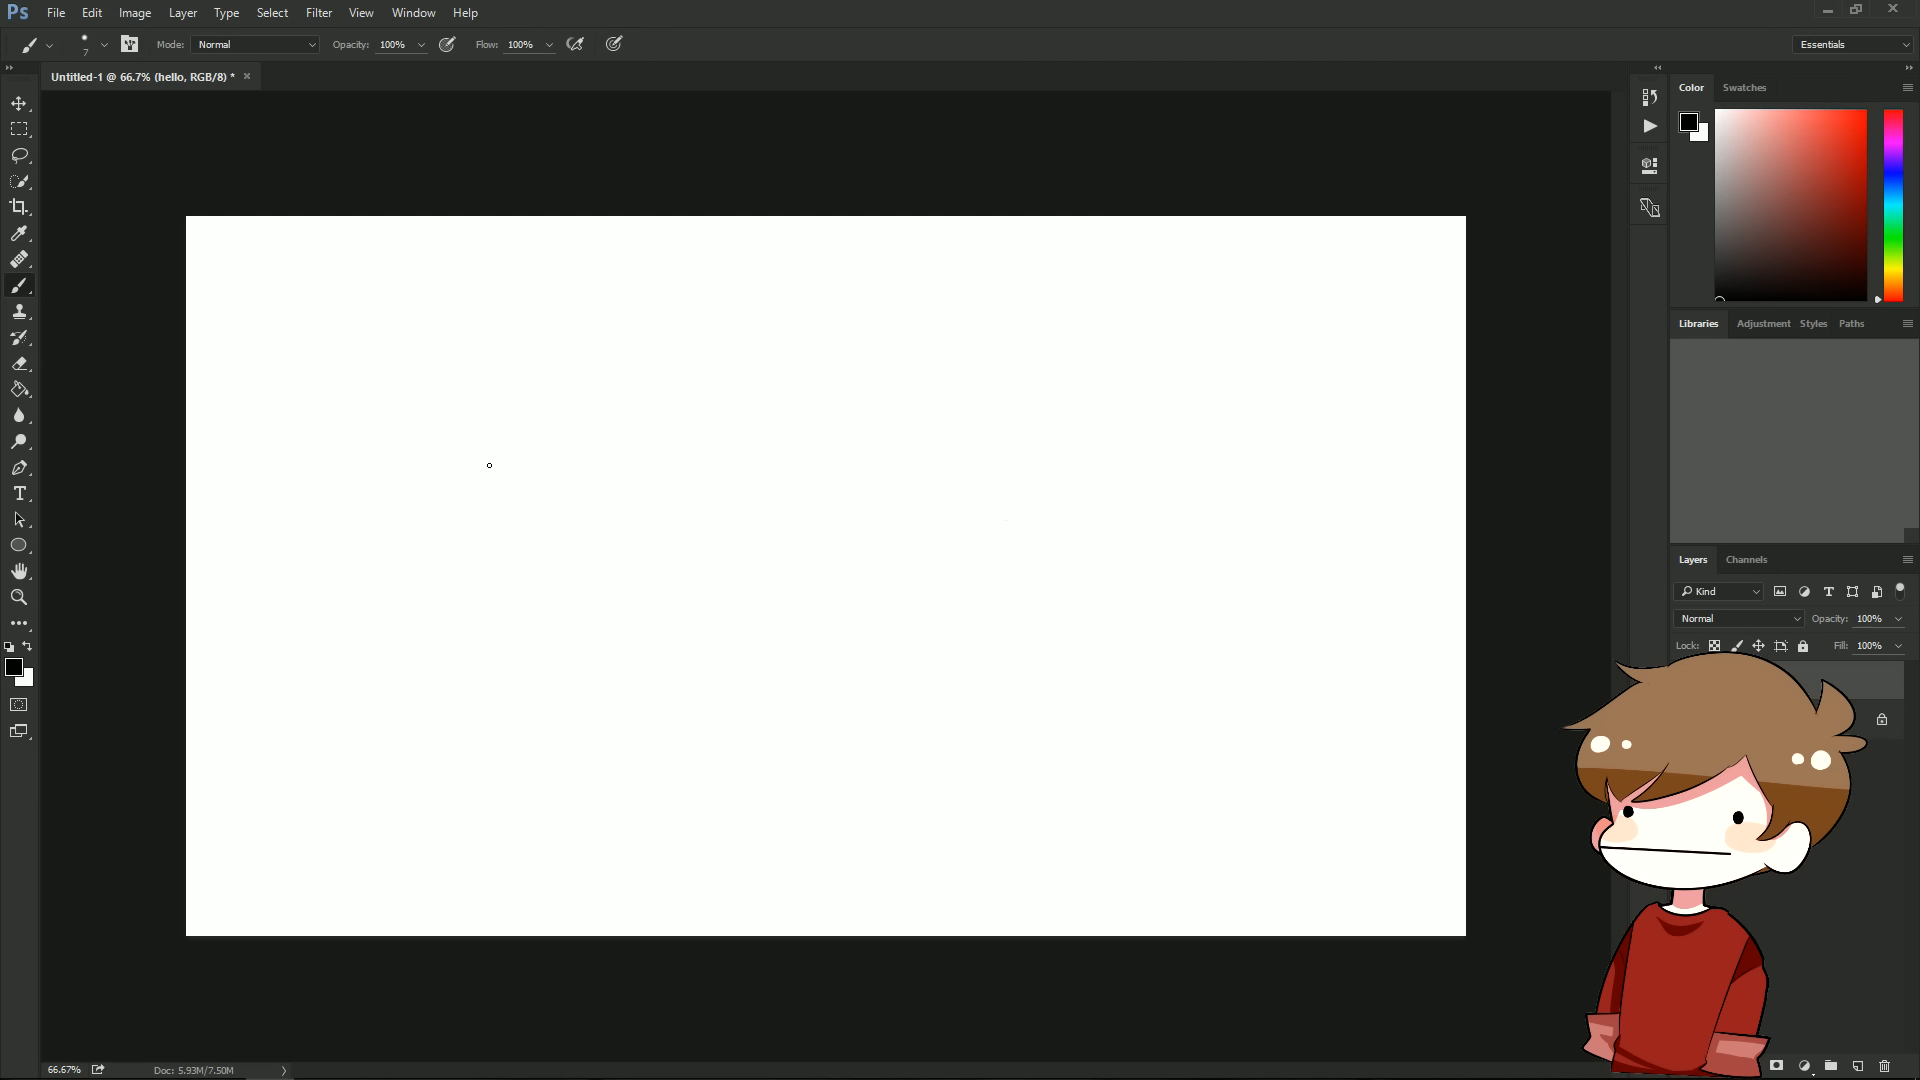 Ps File Edit Image Layer Type Select Filter View Window Help
7 Mode: Normal Opacity: 100% Flow: 100% Essentials
Untitled-1 @ 66.7% (hello, RGB/8) *
Color Swatches
Libraries Adjustment Styles Paths
Layers Channels
Kind
Normal Opacity: 100%
Lock: Fill: 100%
66.67% Doc: 5.93M/7.50M